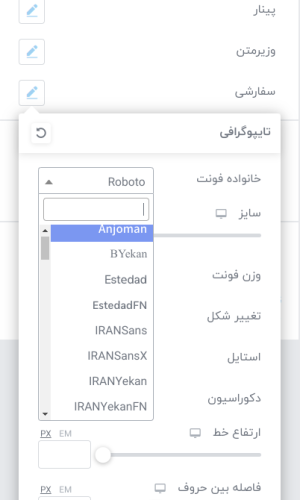 پینار
وزیرمتن
سفارشی
تایپوگرافی
خانواده فونت
Roboto
سایز
Anjoman
BYekan
Estedad
EstedadFN
IRANSans
IRANSansX
IRANYekan
IRANYekanFN
وزن فونت
تغییر شکل
استایل
دکوراسیون
ارتفاع خط
PX EM
فاصله بین حروف
PX EM